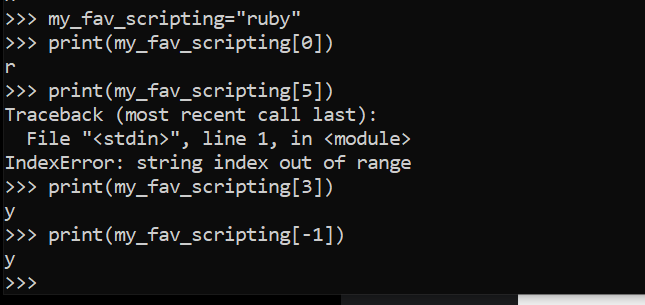 >>> my_fav_scripting="ruby"
>>> print(my_fav_scripting[0])
r
>>> print(my_fav_scripting[5])
Traceback (most recent call last):
  File "<stdin>", line 1, in <module>
IndexError: string index out of range
>>> print(my_fav_scripting[3])
y
>>> print(my_fav_scripting[-1])
y
>>>